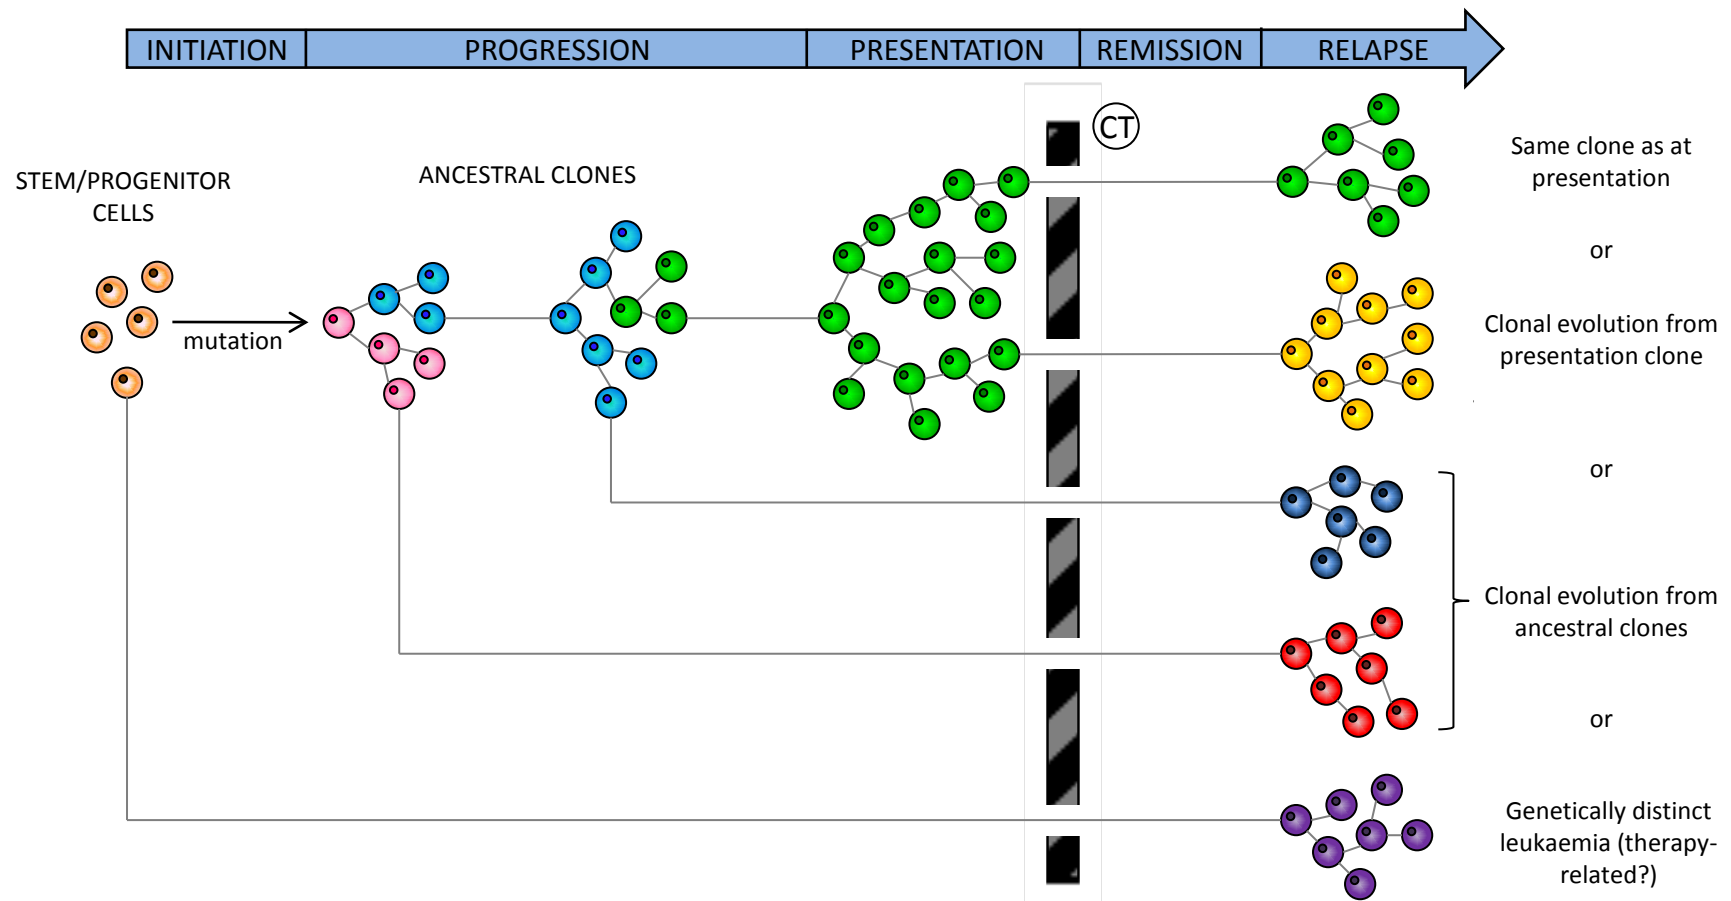 INITIATION
PROGRESSION
PRESENTATION
REMISSION
RELAPSE
CT
STEM/PROGENITOR
CELLS
ANCESTRAL CLONES
mutation
Same clone as at
presentation
or
Clonal evolution from
presentation clone
or
Clonal evolution from
ancestral clones
or
Genetically distinct
leukaemia (therapy-
related?)